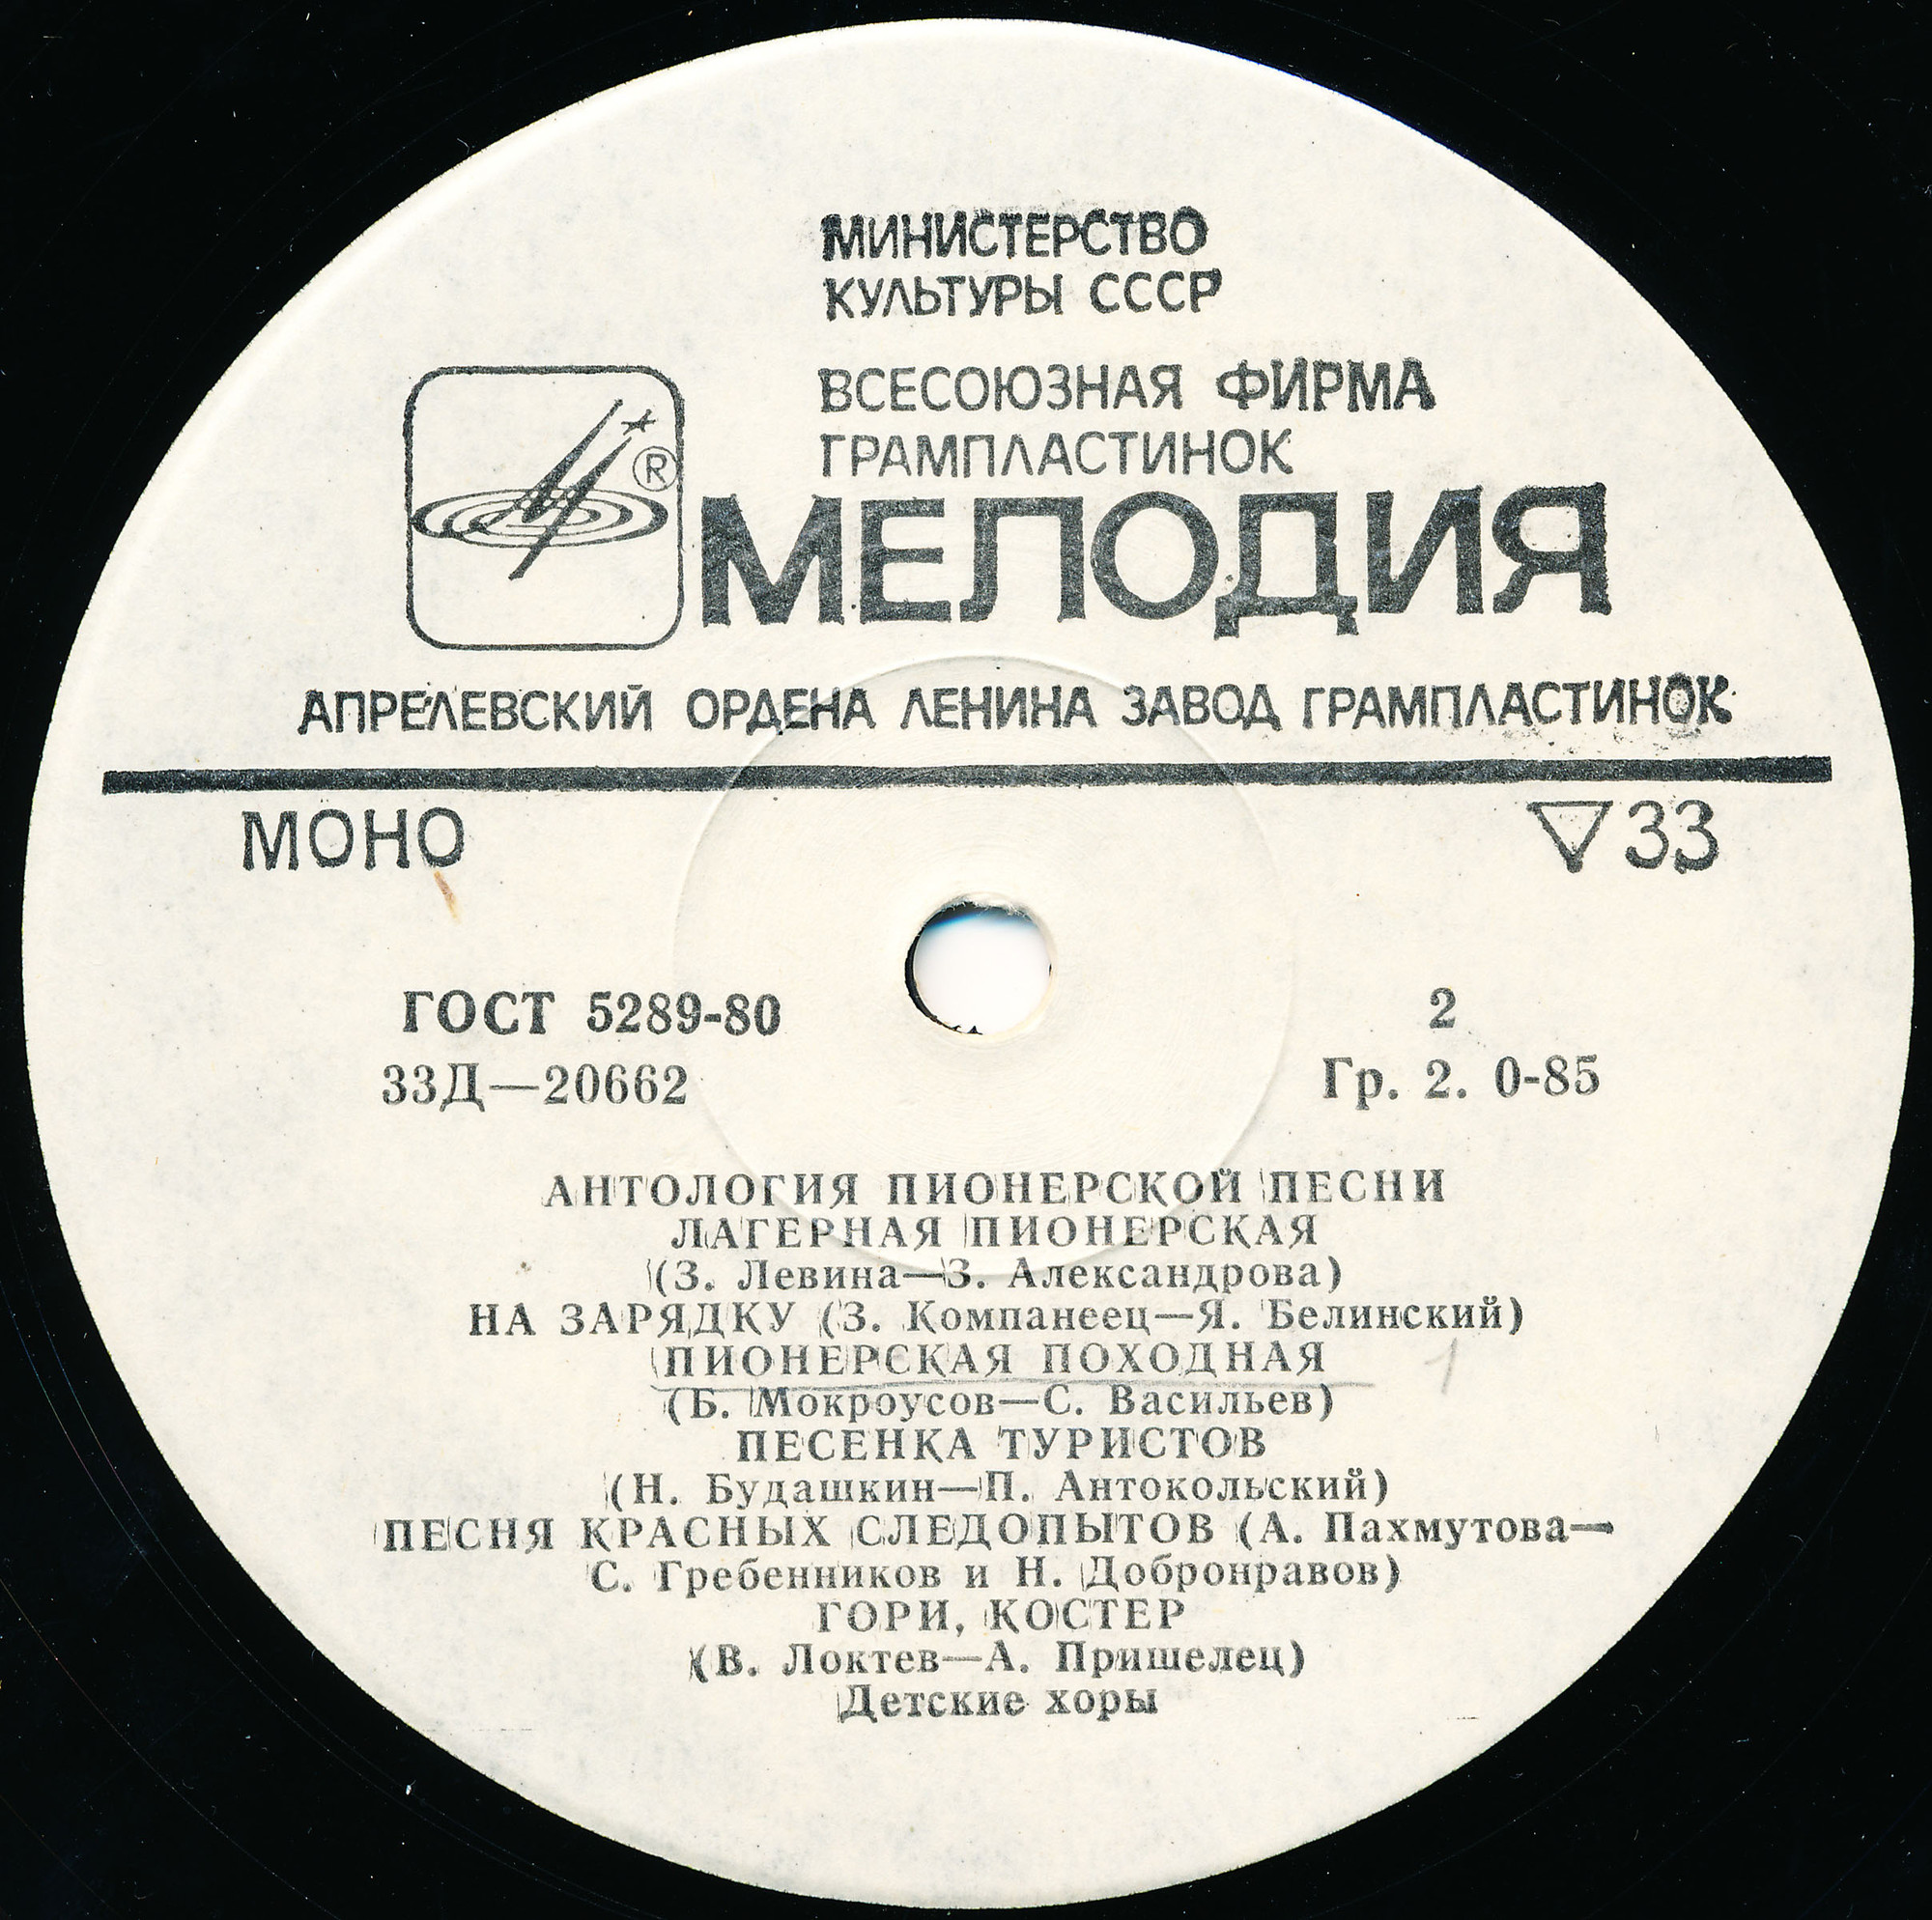 МИНИСТЕРСТВО
КУЛЬТУРЫ СССР
ВСЕСОЮЗНАЯ ФИРМА
ГРАМПЛАСТИНОК
®
МЕЛОДИЯ
АПРЕЛЕВСКИЙ ОРДЕНА ЛЕНИНА ЗАВОД ГРАМПЛАСТИНОК
МОНО
▽33
ГОСТ 5289-80
2
33Д—20662
Гр. 2. 0-85
АНТОЛОГИЯ ПИОНЕРСКОЙ ПЕСНИ
ЛАГЕРНАЯ ПИОНЕРСКАЯ
(З. Левина—З. Александрова)
НА ЗАРЯДКУ (З. Компанеец—Я. Белинский)
ПИОНЕРСКАЯ ПОХОДНАЯ 1
(Б. Мокроусов—С. Васильев)
ПЕСЕНКА ТУРИСТОВ
(Н. Будашкин—П. Антокольский)
ПЕСНЯ КРАСНЫХ СЛЕДОПЫТОВ (А. Пахмутова—
С. Гребенников и Н. Добронравов)
ГОРИ, КОСТЕР
(В. Локтев—А. Пришелец)
Детские хоры